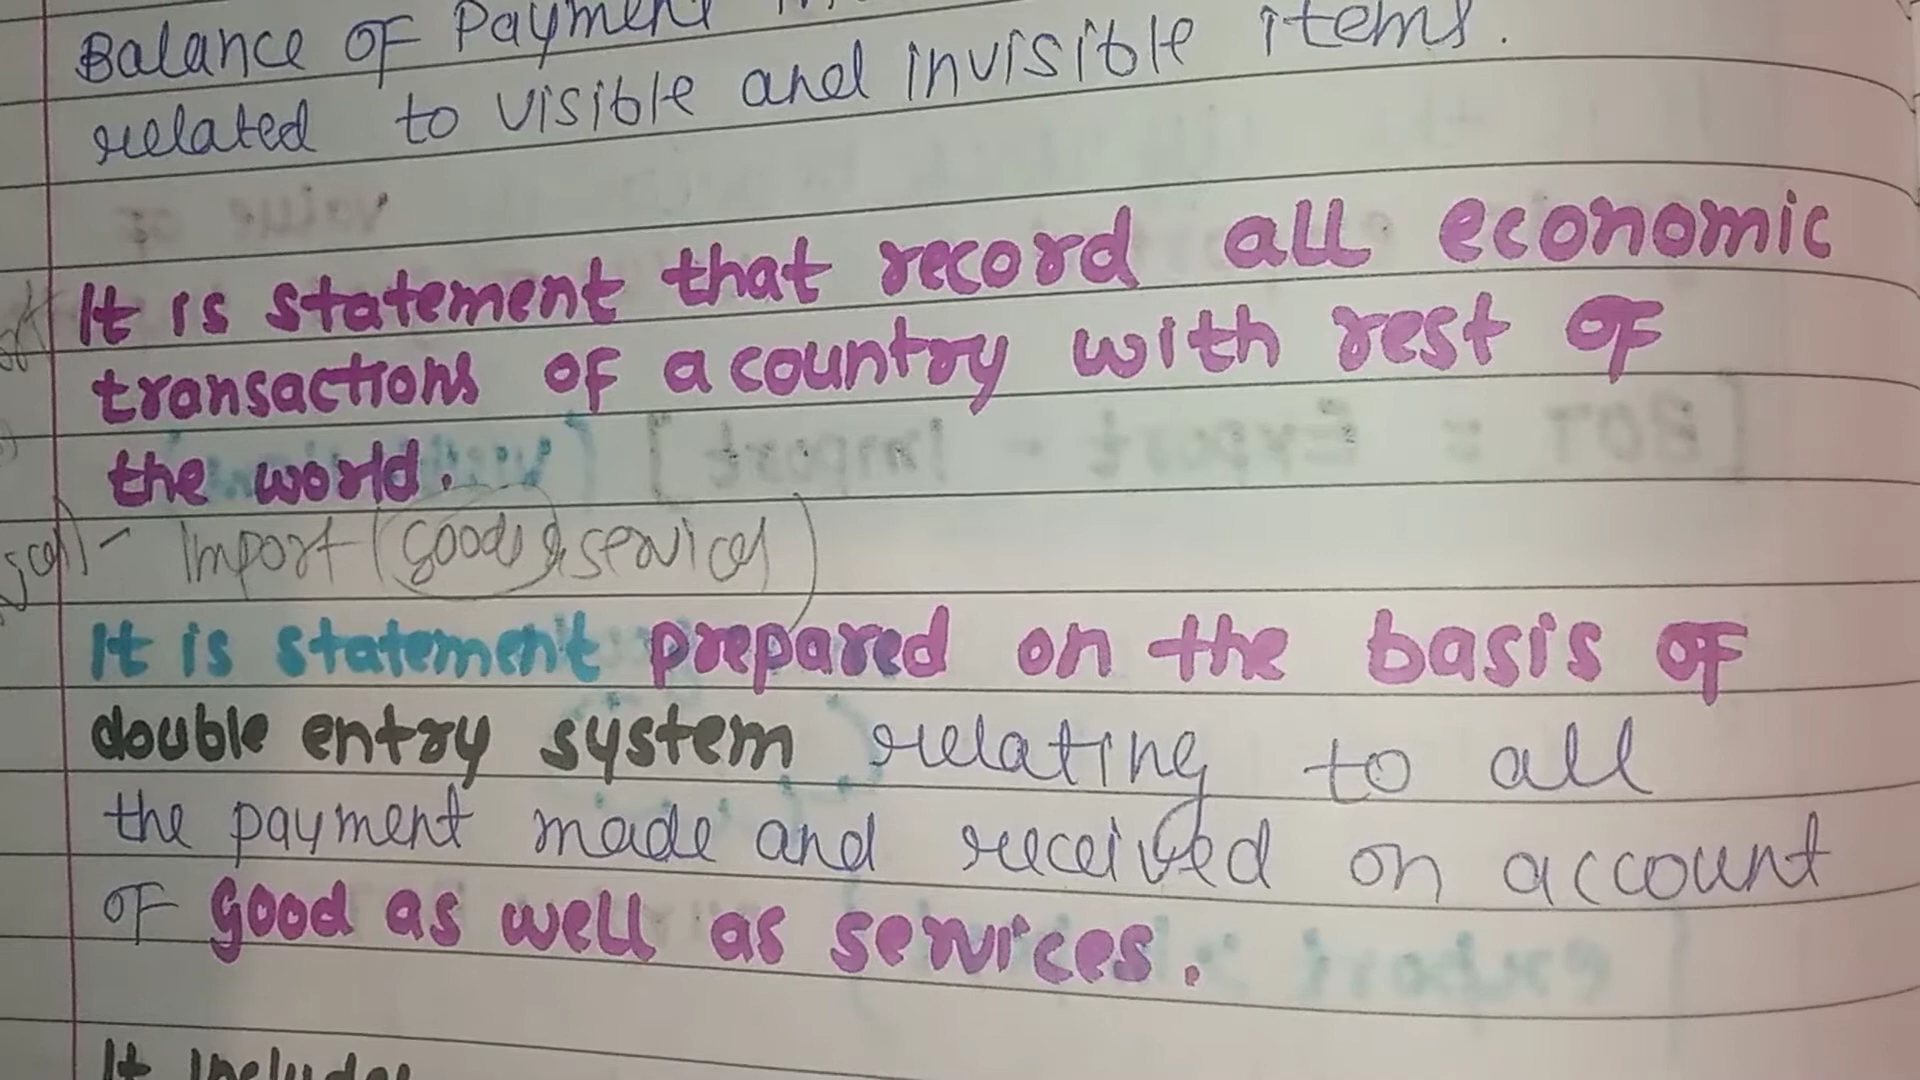 Balance of Payment
related to visible and invisible items.
It is statement that record all economic
transactions of a country with rest of
the world.
- Import (goods & services)
It is statement prepared on the basis of
double entry system relating to all
the payment made and received on account
of good as well as services.
It includes